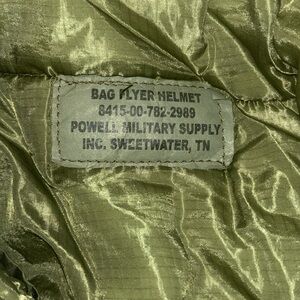 BAG FLYER HELMET
8415-00-782-2989
POWELL MILITARY SUPPLY
INC. SWEETWATER, TN